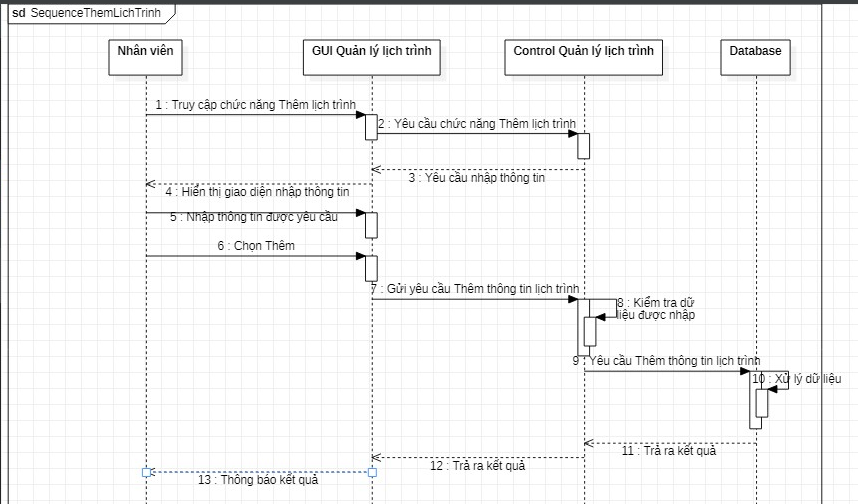 sd SequenceThemLichTrinh
Nhân viên
GUI Quản lý lịch trình
Control Quản lý lịch trình
Database
1 : Truy cập chức năng Thêm lịch trình
2 : Yêu cầu chức năng Thêm lịch trình
3 : Yêu cầu nhập thông tin
4 : Hiển thị giao diện nhập thông tin
5 : Nhập thông tin được yêu cầu
6 : Chọn Thêm
7 : Gửi yêu cầu Thêm thông tin lịch trình
8 : Kiểm tra dữ
liệu được nhập
9 : Yêu cầu Thêm thông tin lịch trình
10 : Xử lý dữ liệu
11 : Trả ra kết quả
12 : Trả ra kết quả
13 : Thông báo kết quả